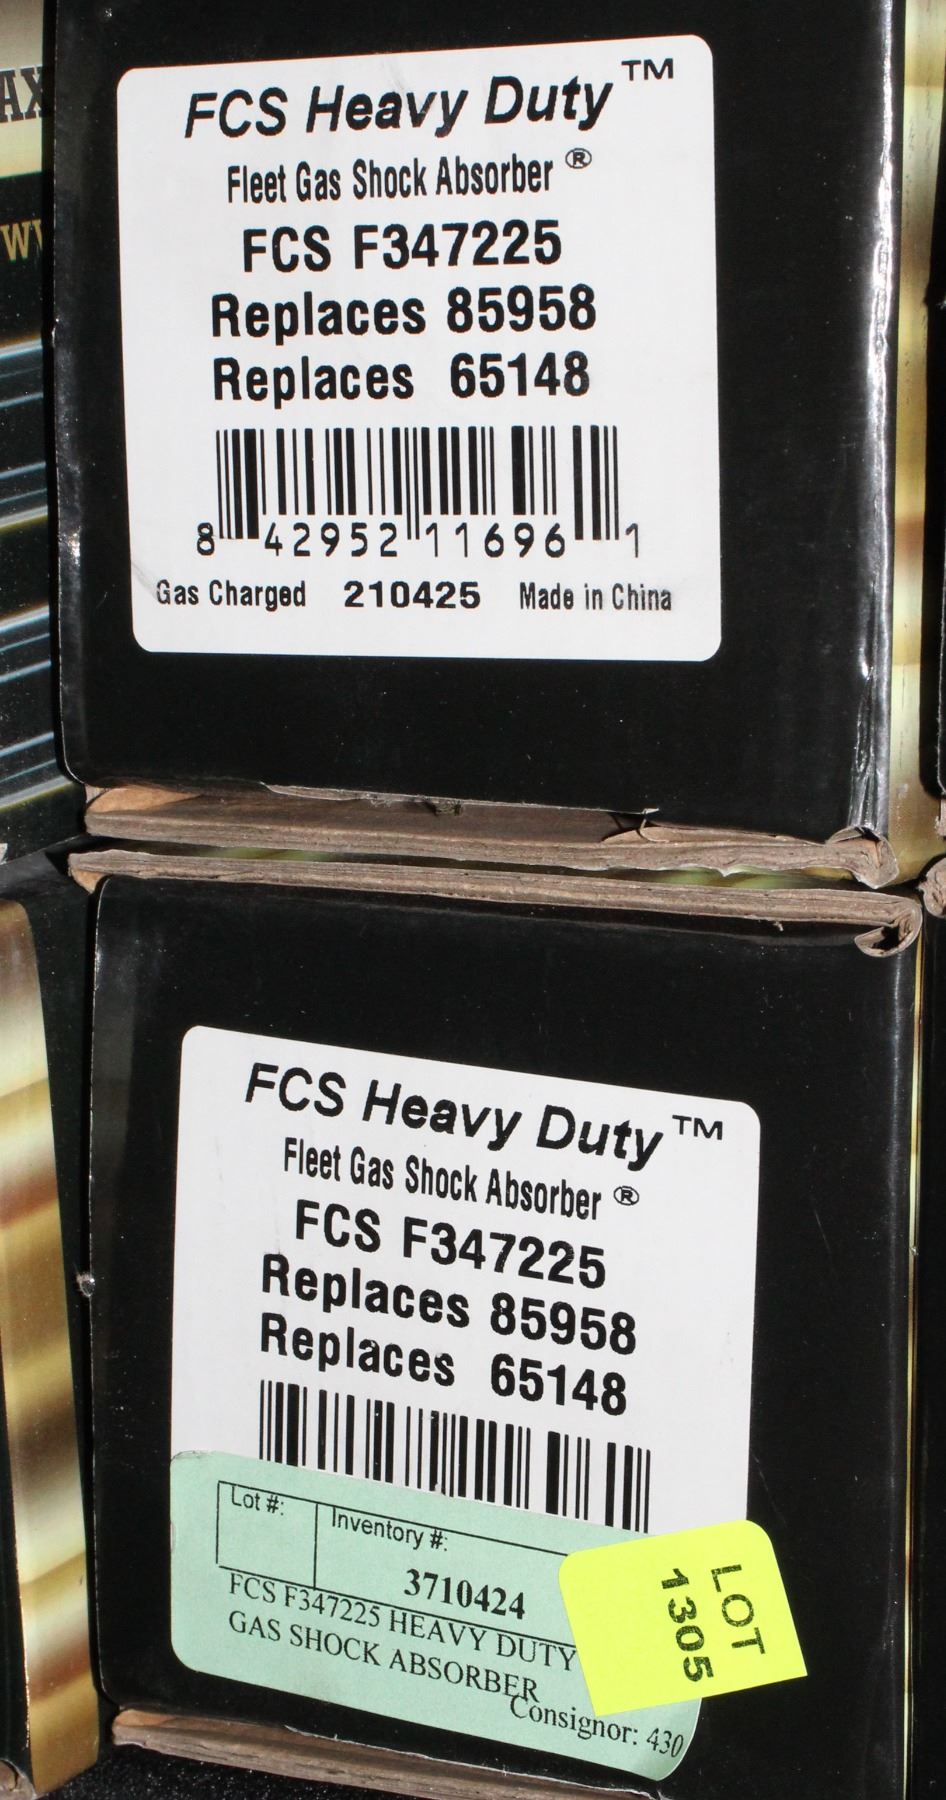 FCS Heavy Duty™
Fleet Gas Shock Absorber ®
FCS F347225
Replaces 85958
Replaces 65148
8 42952 11696 1
Gas Charged 210425 Made in China
FCS Heavy Duty™
Fleet Gas Shock Absorber ®
FCS F347225
Replaces 85958
Replaces 65148
Lot #: Inventory #:
3710424
FCS F347225 HEAVY DUTY
GAS SHOCK ABSORBER
Consignor: 430
LOT
1305